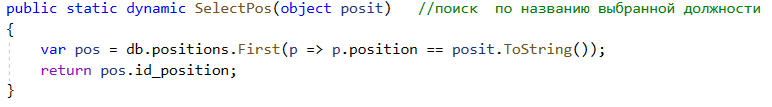 public static dynamic SelectPos(object posit)   //поиск  по названию выбранной должности
{
    var pos = db.positions.First(p => p.position == posit.ToString());
    return pos.id_position;
}